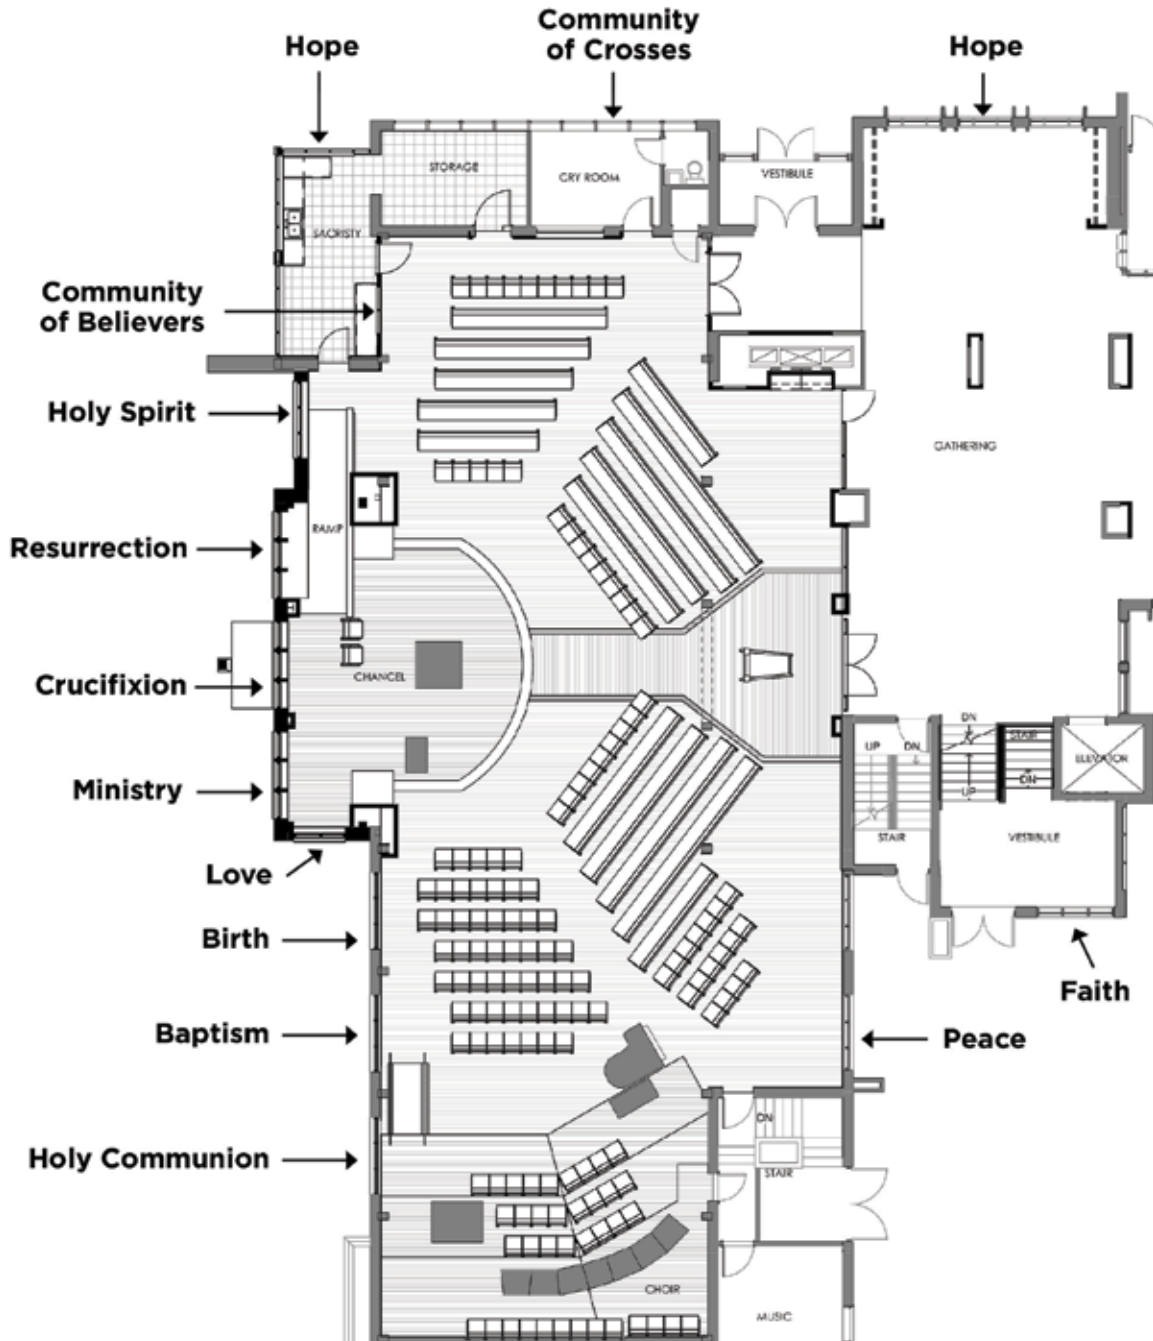 Community
of Crosses
Hope
Hope
STORAGE
CRY ROOM
VESTIBULE
SACRISTY
Community
of Believers
Holy Spirit
GATHERING
RAMP
Resurrection
CHANCEL
Crucifixion
DN
UP
DN
STAIR
ELEVATOR
DN
UP
Ministry
STAIR
VESTIBULE
Love
Birth
Faith
Baptism
Peace
DN
Holy Communion
STAIR
CHOIR
MUSIC